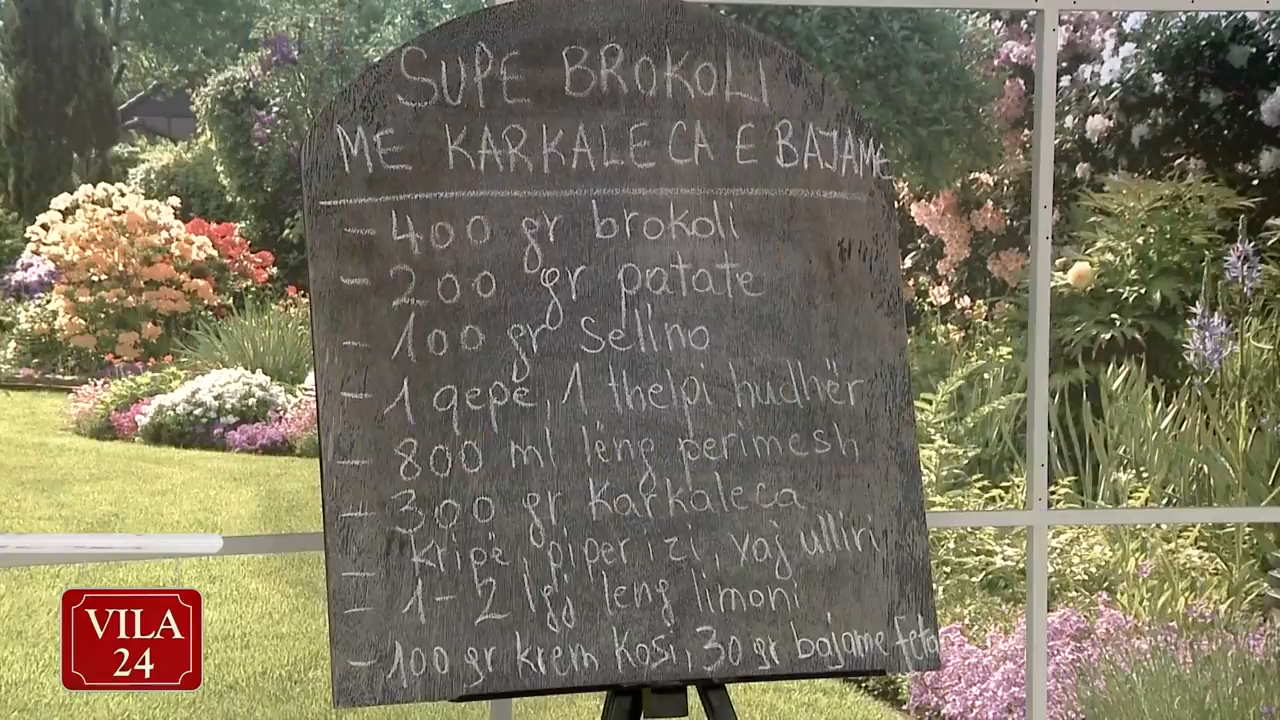 SUPE BROKOLI
ME KARKALECA E BAJAME
- 400 gr brokoli
- 200 gr patate
- 100 gr selino
- 1 qepë, 1 thelpi hudhër
- 800 ml lëng perimesh
- 300 gr karkaleca
- kripë, piper i zi, vaj ulliri
- 1-2 lgj leng limoni
- 100 gr krem kosi, 30 gr bajame feta
VILA
24